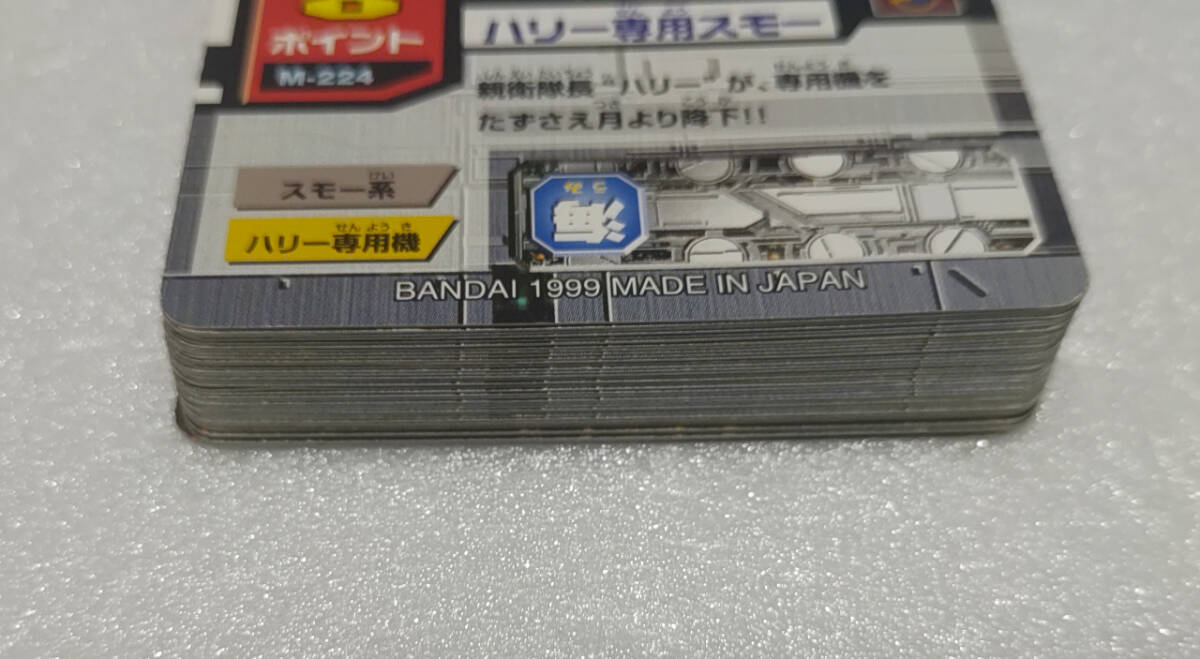 ポイント
M-224
ハリー専用スモー
親衛隊長"ハリー"が、専用機を
たずさえ月より降下!!
スモー系
ハリー専用機
無
BANDAI 1999 MADE IN JAPAN